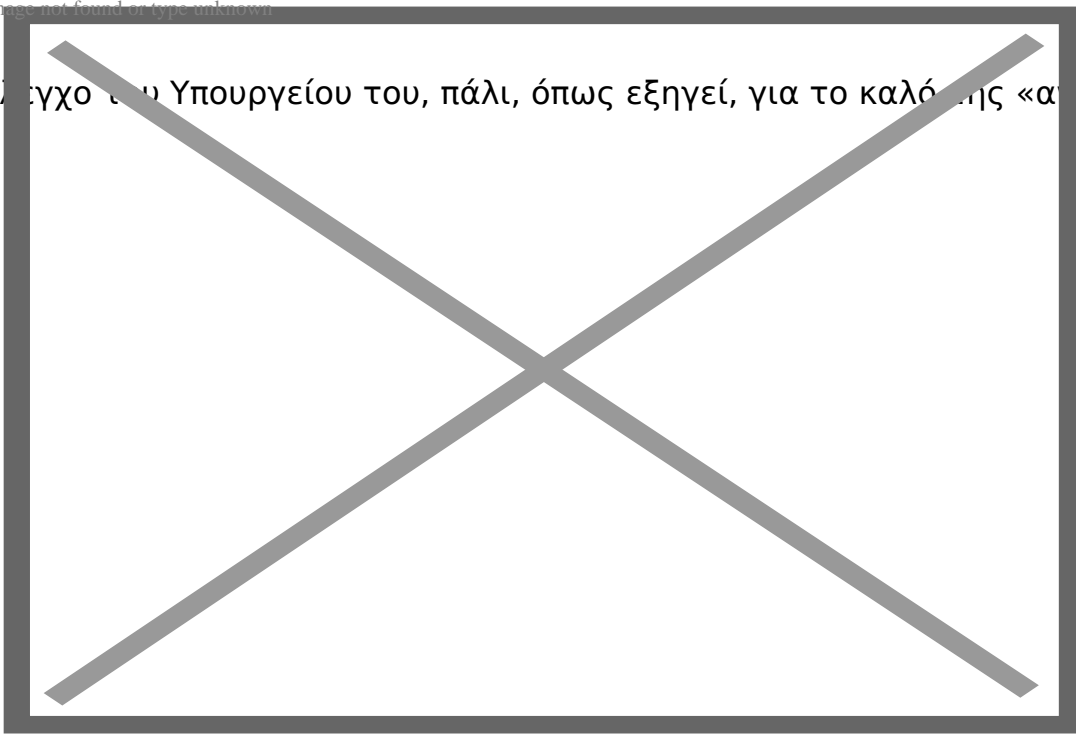 not found or type unknown
Υπουργείου του, πάλι, όπως εξηγεί, για το καλό